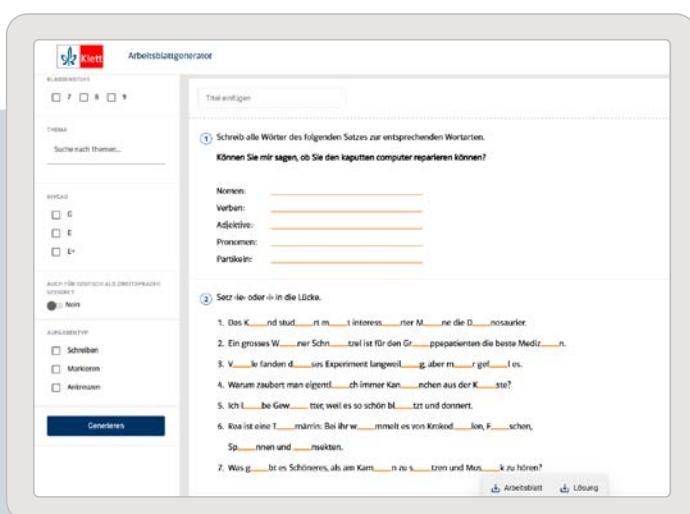 Klett Arbeitsblattgenerator
KLASSENSTUFE
7 8 9
THEMA
Suche nach Themen...
NIVEAU
G
E
E+
AUCH FÜR DEUTSCH ALS ZWEITSPRACHE GEEIGNET
Nein
AUFGABENTYP
Schreiben
Markieren
Ankreuzen
Generieren
Titel einfügen
1 Schreib alle Wörter des folgenden Satzes zur entsprechenden Wortarten.
Können Sie mir sagen, ob Sie den kaputten computer reparieren können?
Nomen:
Verben:
Adjektive:
Pronomen:
Partikeln:
2 Setz ‹ie› oder ‹i› in die Lücke.
1. Das K____nd stud____rt m____t interess____rter M____ne die D____nosaurier.
2. Ein grosses W____ner Schn____tzel ist für den Gr____ppepatienten die beste Mediz____n.
3. V____le fanden d____ses Experiment langweil____g, aber m____r gef____l es.
4. Warum zaubert man eigentl____ch immer Kan____nchen aus der K____ste?
5. Ich l____be Gew____tter, weil es so schön bl____tzt und donnert.
6. Rea ist eine T____rnärrin: Bei ihr w____mmelt es von Krokod____len, F____schen,
Sp____nnen und ____nsekten.
7. Was g____bt es Schöneres, als am Kam____n zu s____tzen und Mus____k zu hören?
Arbeitsblatt Lösung